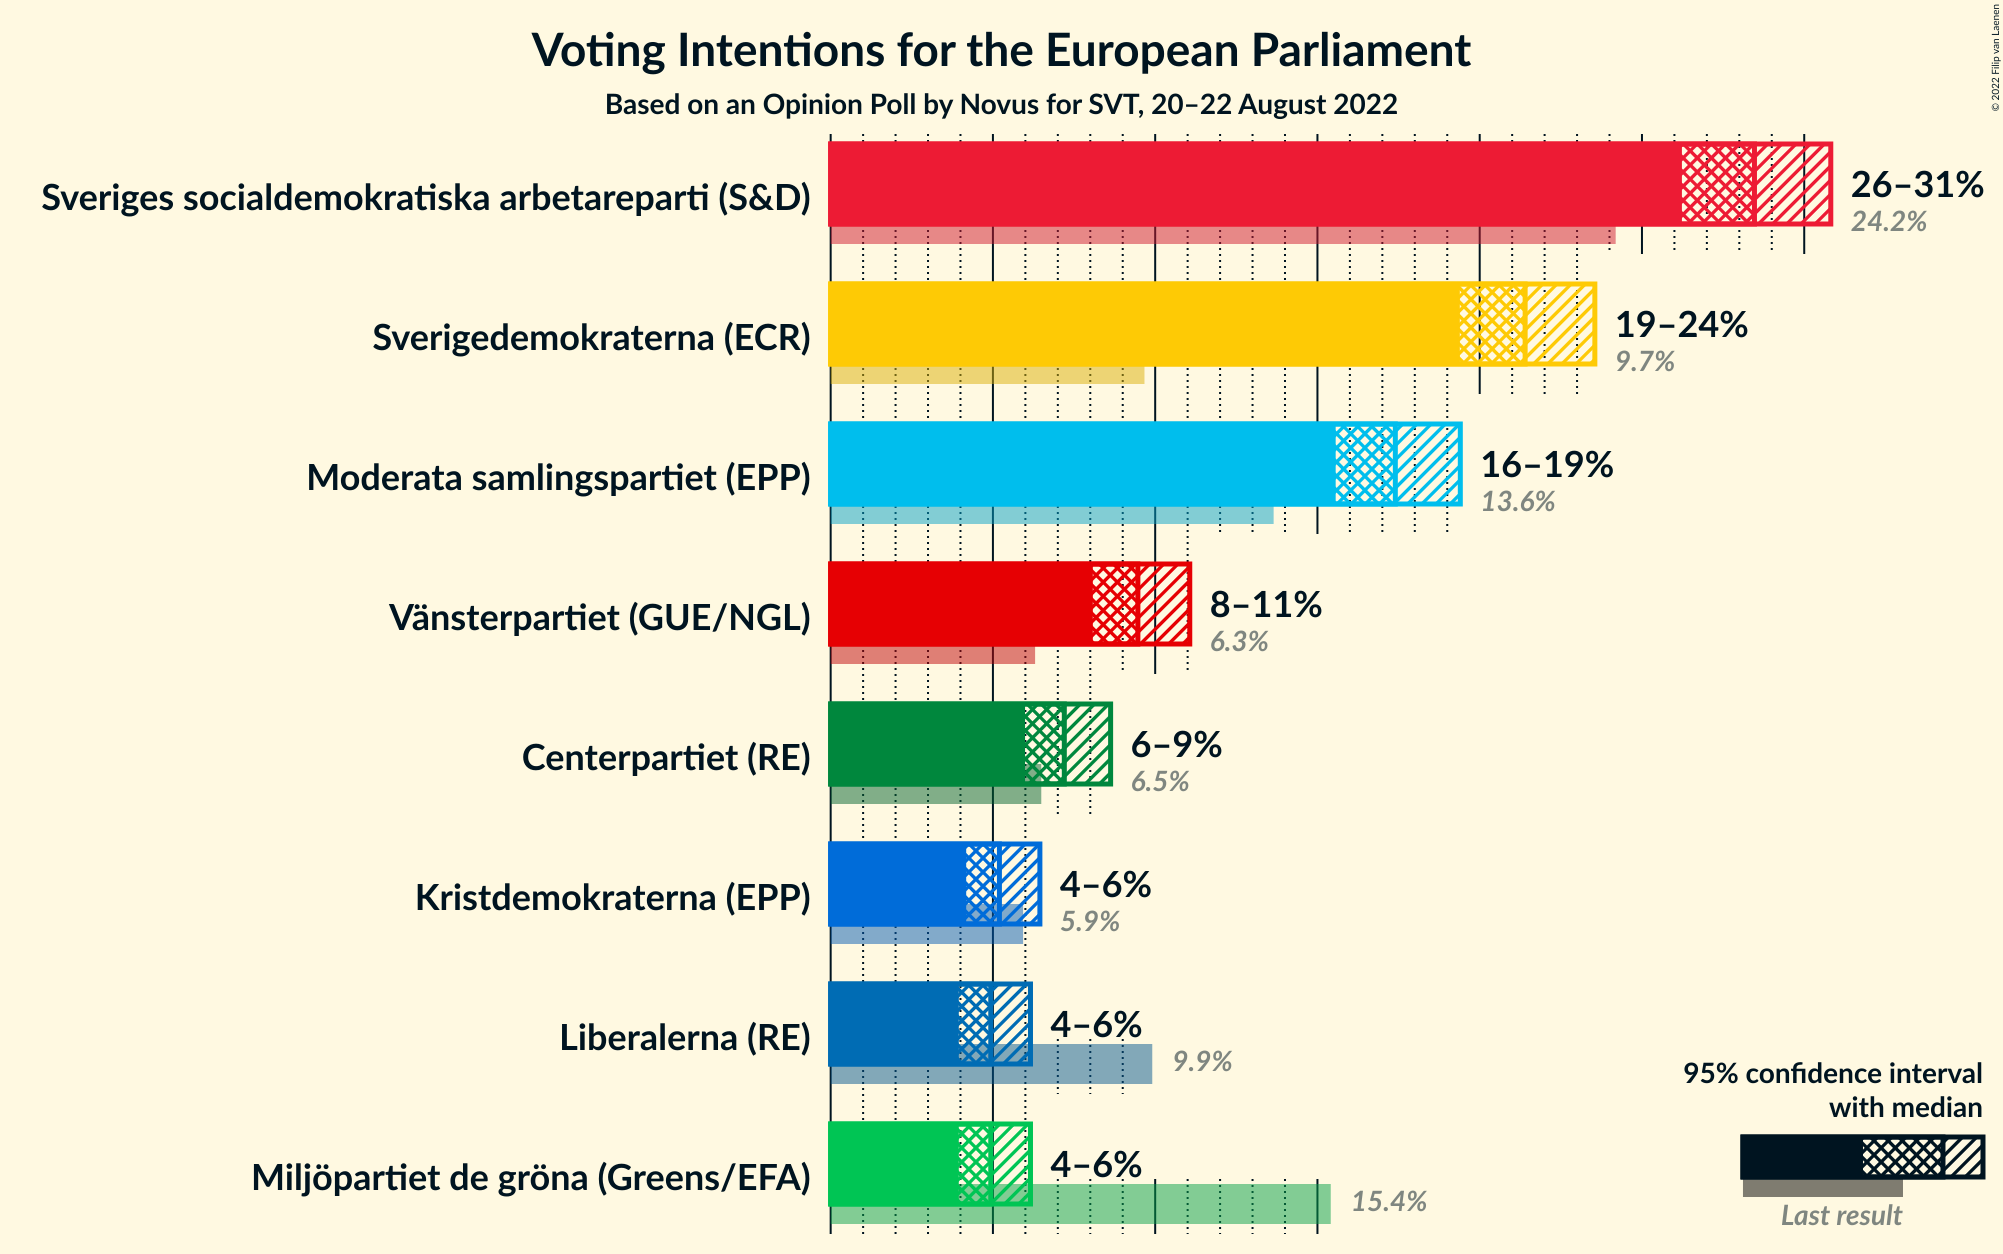 Voting Intentions for the European Parliament
Based on an Opinion Poll by Novus for SVT, 20–22 August 2022
© 2022 Filip van Laenen
Sveriges socialdemokratiska arbetareparti (S&D)
26–31%
24.2%
Sverigedemokraterna (ECR)
19–24%
9.7%
Moderata samlingspartiet (EPP)
16–19%
13.6%
Vänsterpartiet (GUE/NGL)
8–11%
6.3%
Centerpartiet (RE)
6–9%
6.5%
Kristdemokraterna (EPP)
4–6%
5.9%
Liberalerna (RE)
4–6%
9.9%
Miljöpartiet de gröna (Greens/EFA)
4–6%
15.4%
95% confidence interval
with median
Last result